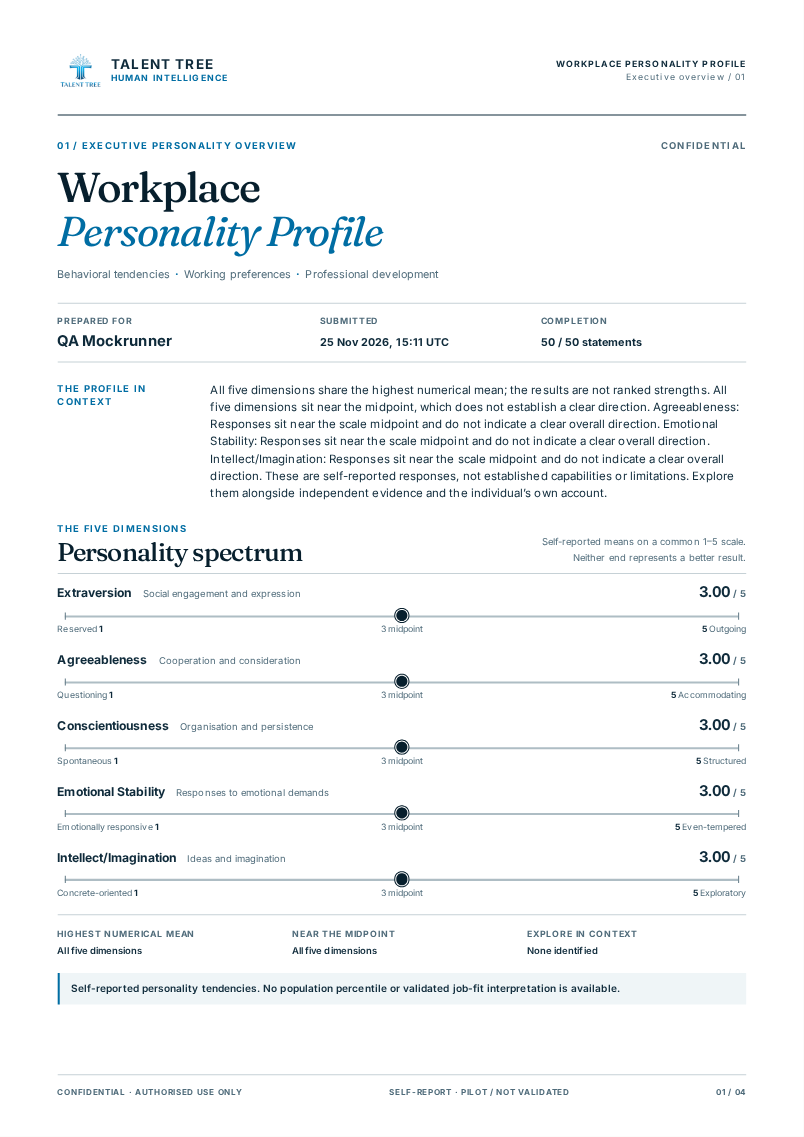 TALENT TREE
TALENT TREE
HUMAN INTELLIGENCE
WORKPLACE PERSONALITY PROFILE
Executive overview / 01
01 / EXECUTIVE PERSONALITY OVERVIEW
CONFIDENTIAL
Workplace
Personality Profile
Behavioral tendencies · Working preferences · Professional development
PREPARED FOR
SUBMITTED
COMPLETION
QA Mockrunner
25 Nov 2026, 15:11 UTC
50 / 50 statements
THE PROFILE IN
CONTEXT
All five dimensions share the highest numerical mean; the results are not ranked strengths. All
five dimensions sit near the midpoint, which does not establish a clear direction. Agreeableness:
Responses sit near the scale midpoint and do not indicate a clear overall direction. Emotional
Stability: Responses sit near the scale midpoint and do not indicate a clear overall direction.
Intellect/Imagination: Responses sit near the scale midpoint and do not indicate a clear overall
direction. These are self-reported responses, not established capabilities or limitations. Explore
them alongside independent evidence and the individual’s own account.
THE FIVE DIMENSIONS
Personality spectrum
Self-reported means on a common 1–5 scale.
Neither end represents a better result.
Extraversion Social engagement and expression 3.00 / 5
Reserved 1 3 midpoint 5 Outgoing
Agreeableness Cooperation and consideration 3.00 / 5
Questioning 1 3 midpoint 5 Accommodating
Conscientiousness Organisation and persistence 3.00 / 5
Spontaneous 1 3 midpoint 5 Structured
Emotional Stability Responses to emotional demands 3.00 / 5
Emotionally responsive 1 3 midpoint 5 Even-tempered
Intellect/Imagination Ideas and imagination 3.00 / 5
Concrete-oriented 1 3 midpoint 5 Exploratory
HIGHEST NUMERICAL MEAN
NEAR THE MIDPOINT
EXPLORE IN CONTEXT
All five dimensions
All five dimensions
None identified
Self-reported personality tendencies. No population percentile or validated job-fit interpretation is available.
CONFIDENTIAL · AUTHORISED USE ONLY
SELF-REPORT · PILOT / NOT VALIDATED
01 / 04